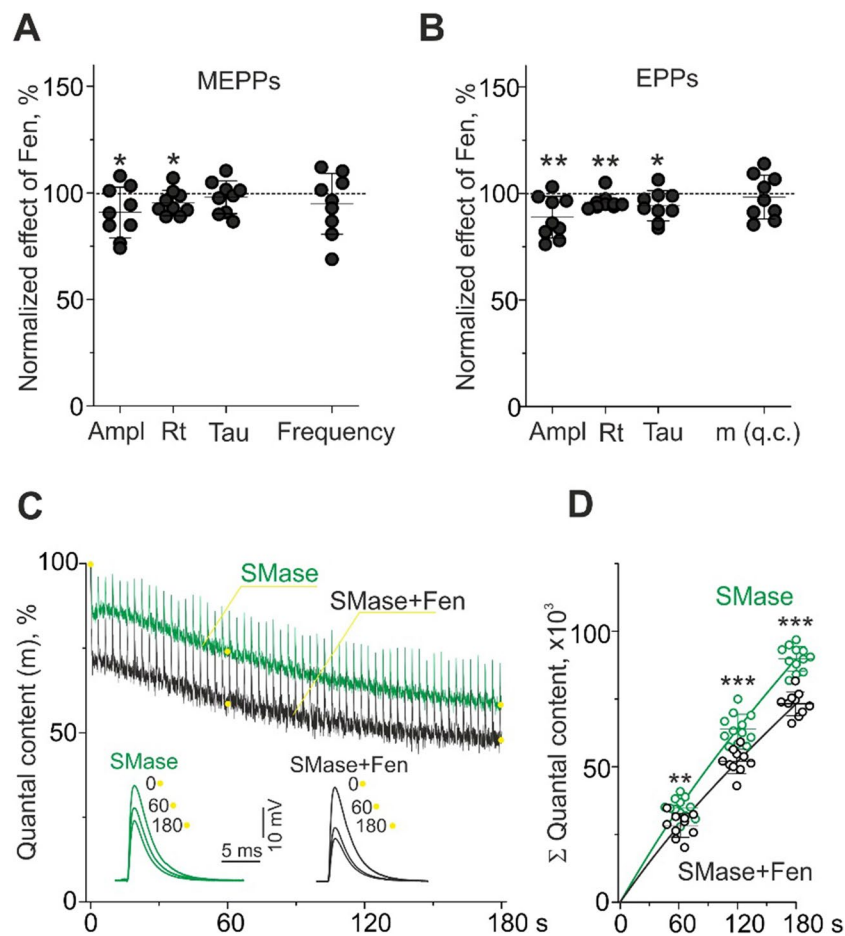 A
Normalized effect of Fen, %
MEPPs
150
100
50
0
* *
Ampl Rt Tau Frequency
B
Normalized effect of Fen, %
EPPs
150
100
50
0
** ** *
Ampl Rt Tau m (q.c.)
C
Quantal content (m), %
100
50
0
SMase
SMase+Fen
SMase
0
60
180
5 ms
10 mV
SMase+Fen
0
60
180
0 60 120 180 s
D
Σ Quantal content, x10³
100
50
0
SMase
***
***
**
SMase+Fen
0 60 120 180 s